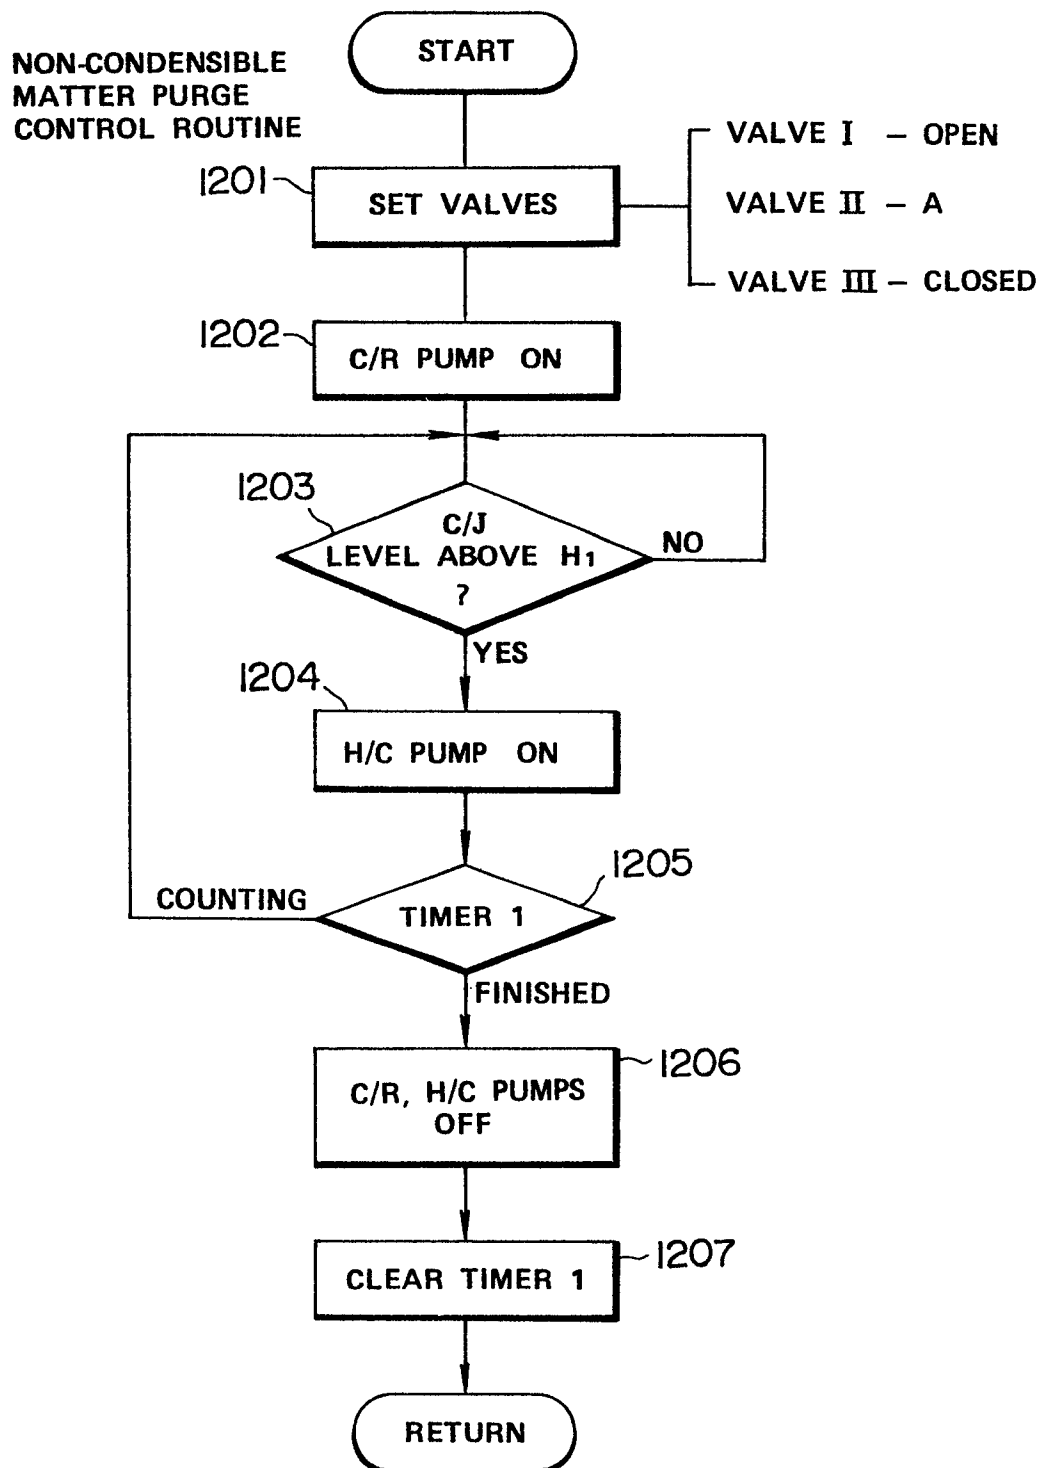 START
NON-CONDENSIBLE
MATTER PURGE
CONTROL ROUTINE
1201
SET VALVES
VALVE I – OPEN
VALVE II – A
VALVE III – CLOSED
1202
C/R PUMP ON
1203
C/J
LEVEL ABOVE H1
?
NO
YES
1204
H/C PUMP ON
1205
COUNTING
TIMER 1
FINISHED
1206
C/R, H/C PUMPS
OFF
1207
CLEAR TIMER 1
RETURN